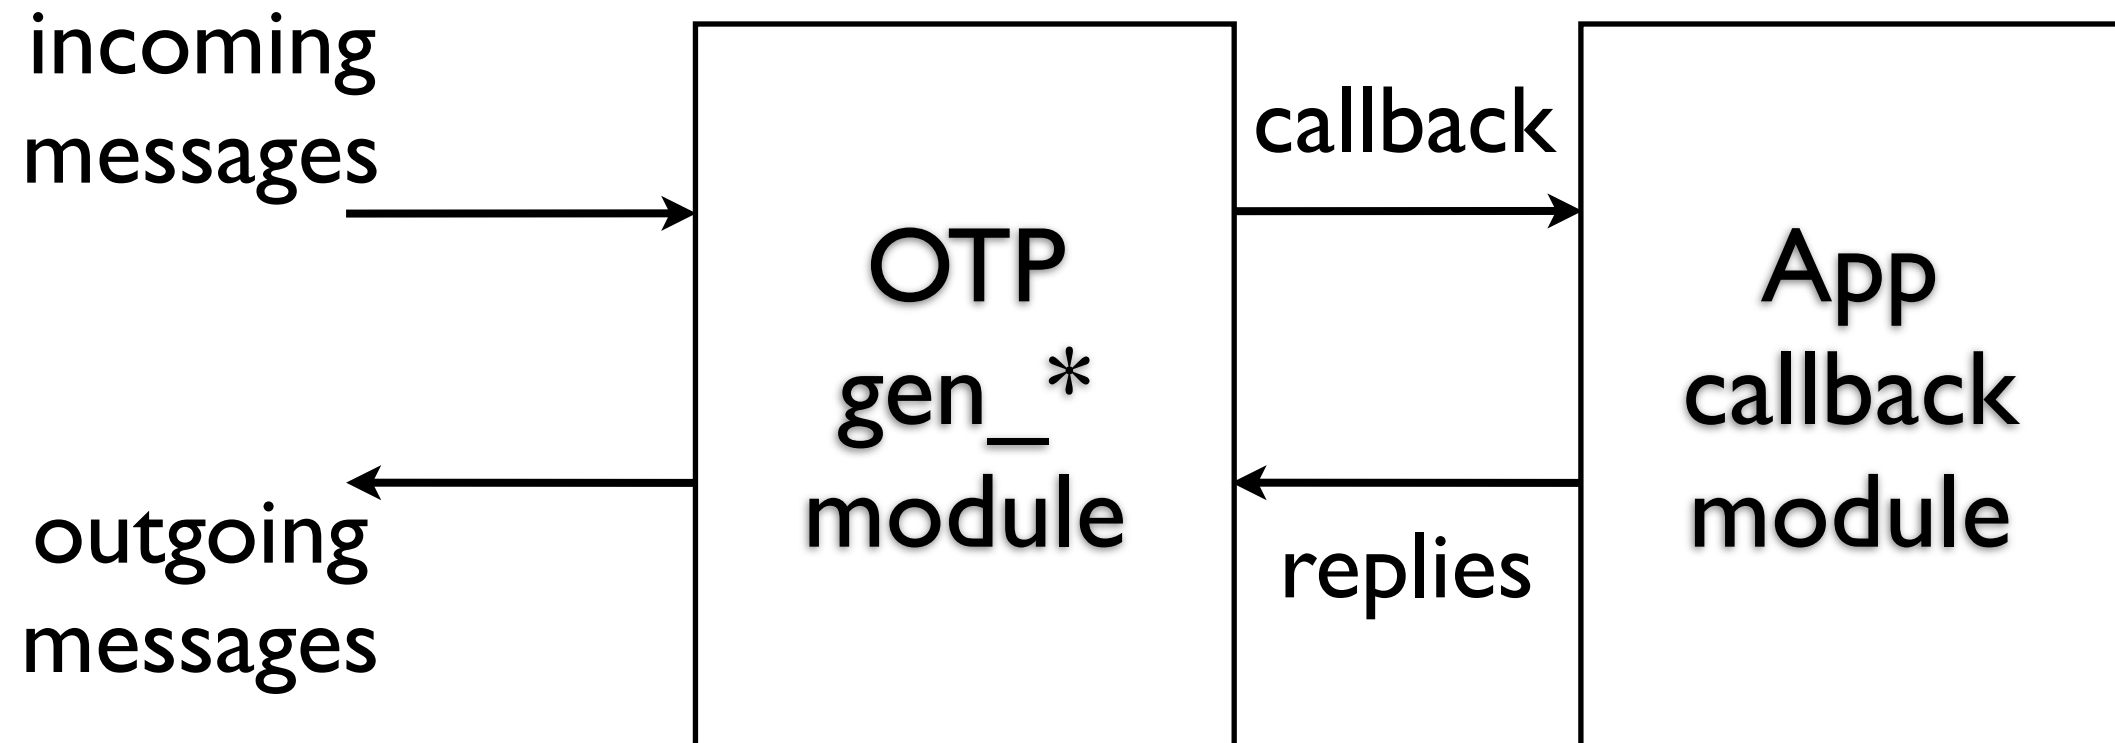 incoming
messages
callback
OTP
gen_*
module
App
callback
module
replies
outgoing
messages